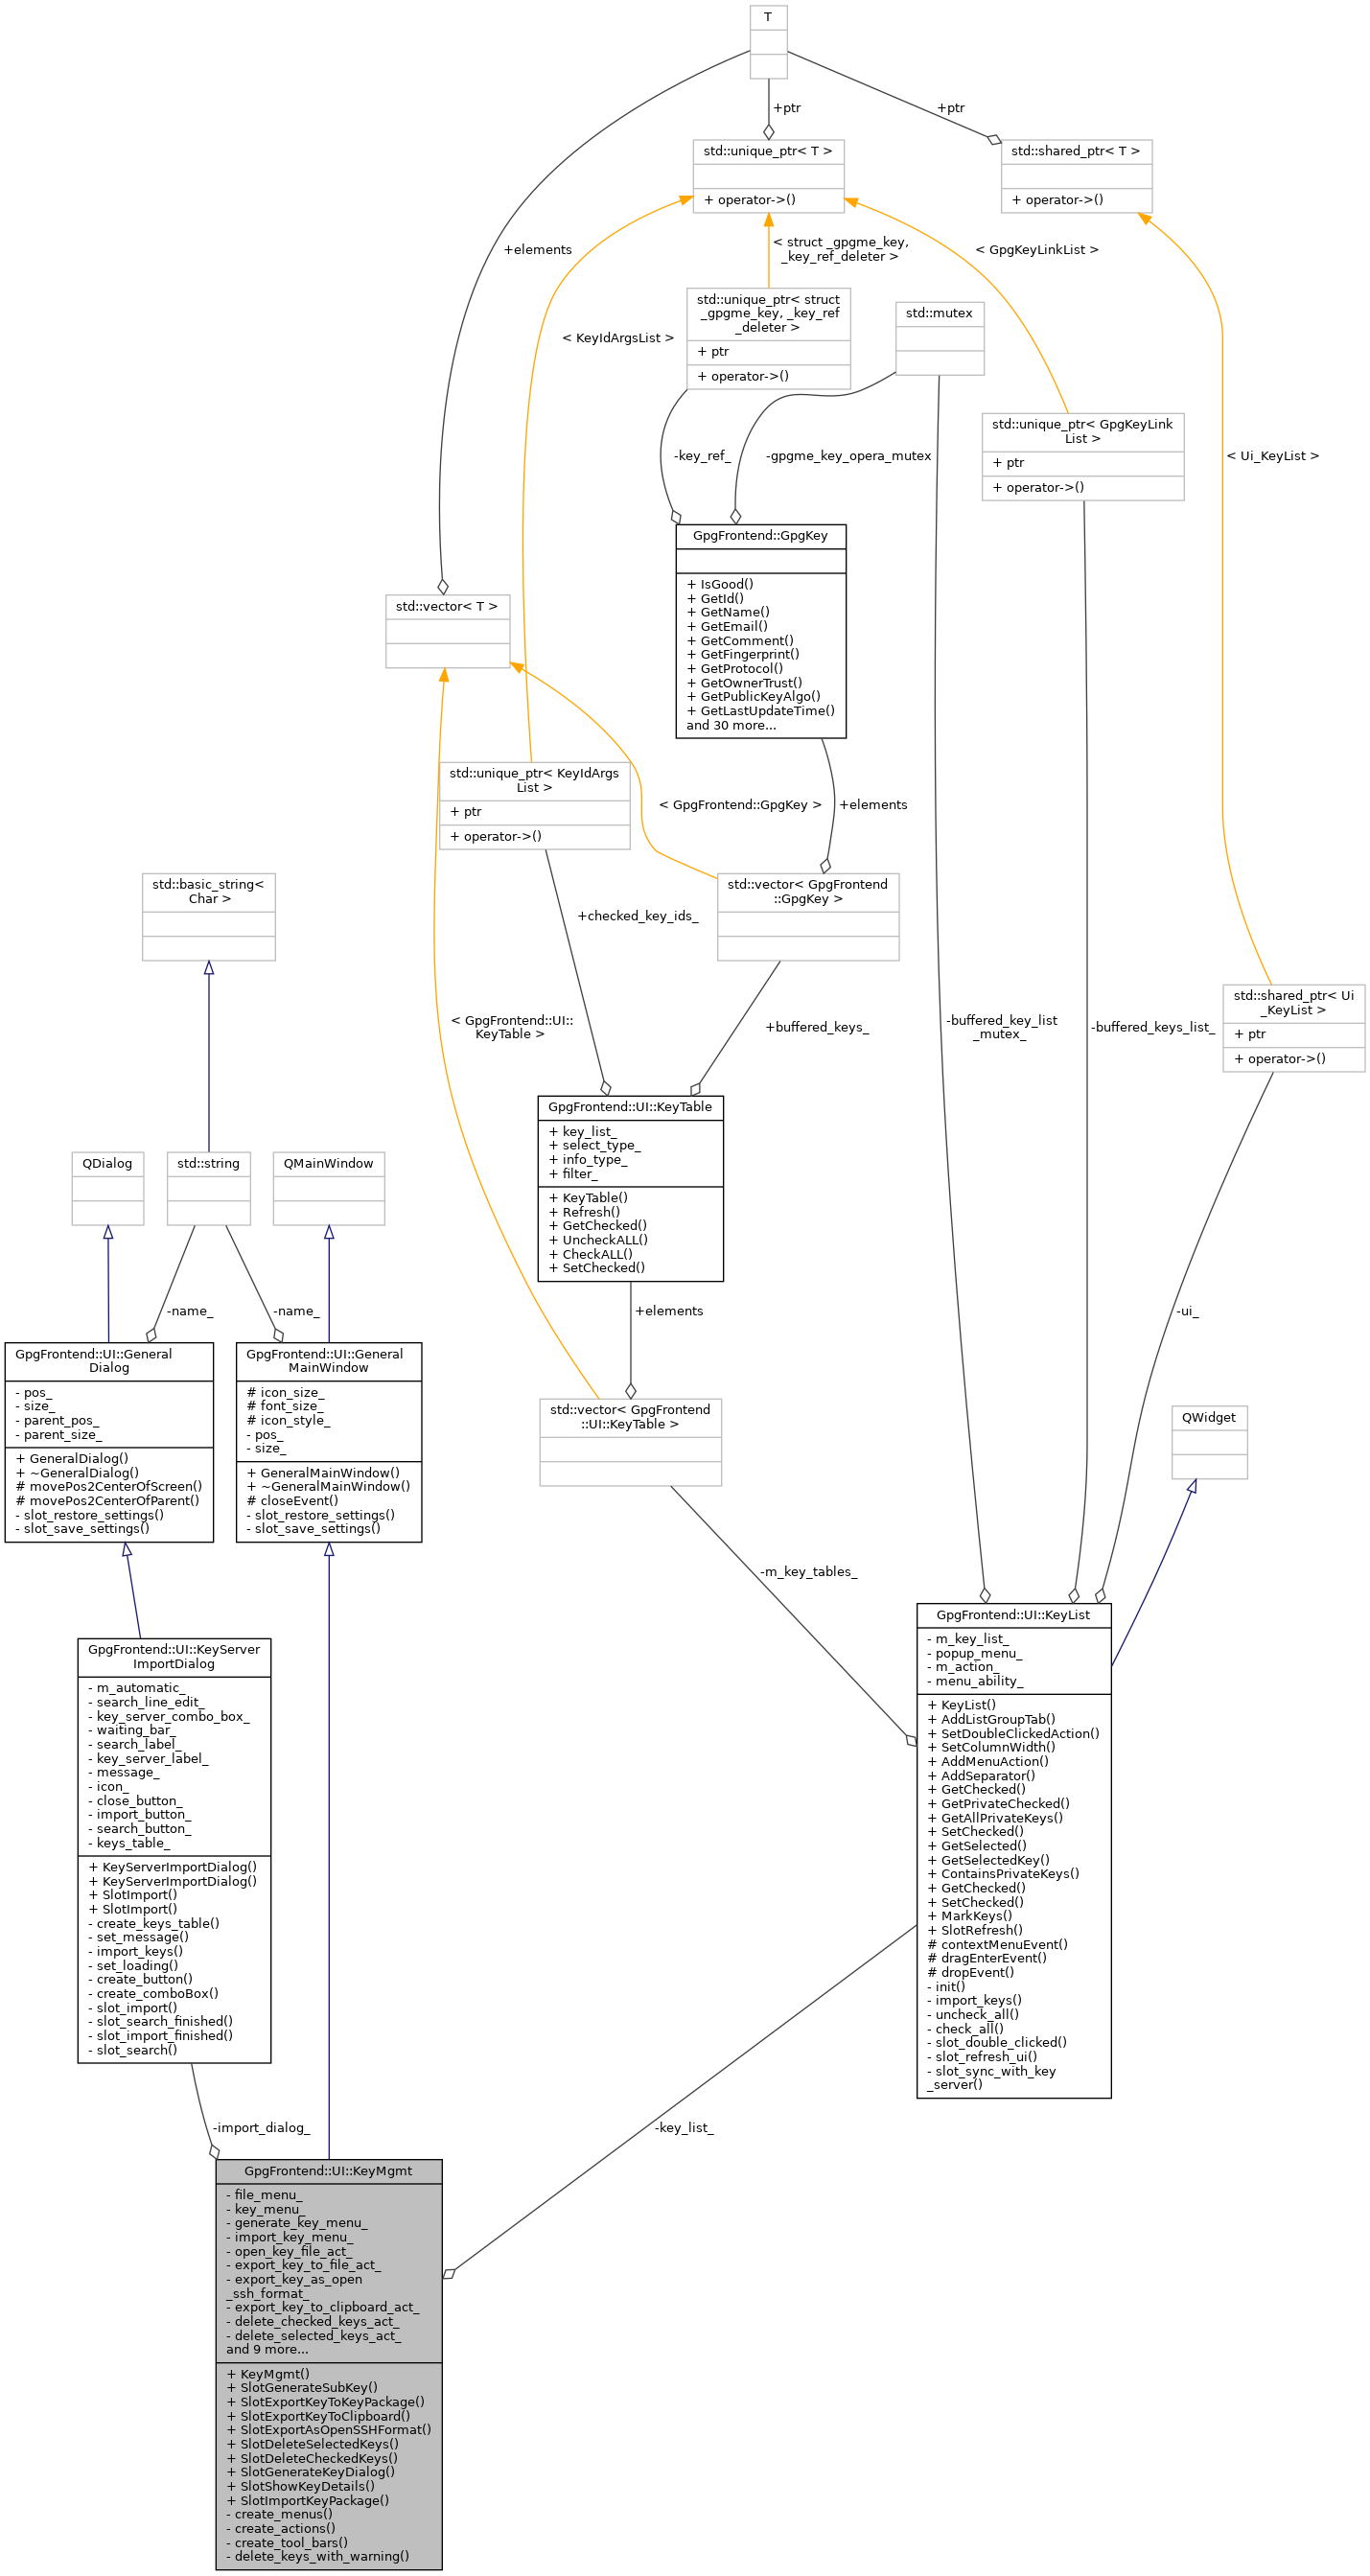 T
+ptr
+ptr
std::unique_ptr< T >
+ operator->()
std::shared_ptr< T >
+ operator->()
+elements
< struct _gpgme_key,
_key_ref_deleter >
< GpgKeyLinkList >
std::unique_ptr< struct
_gpgme_key, _key_ref
_deleter >
+ ptr
+ operator->()
std::mutex
< KeyIdArgsList >
std::unique_ptr< GpgKeyLink
List >
+ ptr
+ operator->()
-key_ref_
-gpgme_key_opera_mutex
< Ui_KeyList >
GpgFrontend::GpgKey
+ IsGood()
+ GetId()
+ GetName()
+ GetEmail()
+ GetComment()
+ GetFingerprint()
+ GetProtocol()
+ GetOwnerTrust()
+ GetPublicKeyAlgo()
+ GetLastUpdateTime()
and 30 more...
std::vector< T >
std::unique_ptr< KeyIdArgs
List >
+ ptr
+ operator->()
< GpgFrontend::GpgKey >
+elements
std::basic_string<
Char >
std::vector< GpgFrontend
::GpgKey >
+checked_key_ids_
< GpgFrontend::UI::
KeyTable >
+buffered_keys_
-buffered_key_list
_mutex_
-buffered_keys_list_
std::shared_ptr< Ui
_KeyList >
+ ptr
+ operator->()
GpgFrontend::UI::KeyTable
+ key_list_
+ select_type_
+ info_type_
+ filter_
+ KeyTable()
+ Refresh()
+ GetChecked()
+ UncheckALL()
+ CheckALL()
+ SetChecked()
QDialog
std::string
QMainWindow
-name_
-name_
+elements
-ui_
GpgFrontend::UI::General
Dialog
- pos_
- size_
- parent_pos_
- parent_size_
+ GeneralDialog()
+ ~GeneralDialog()
# movePos2CenterOfScreen()
# movePos2CenterOfParent()
- slot_restore_settings()
- slot_save_settings()
GpgFrontend::UI::General
MainWindow
# icon_size_
# font_size_
# icon_style_
- pos_
- size_
+ GeneralMainWindow()
+ ~GeneralMainWindow()
# closeEvent()
- slot_restore_settings()
- slot_save_settings()
std::vector< GpgFrontend
::UI::KeyTable >
QWidget
-m_key_tables_
GpgFrontend::UI::KeyServer
ImportDialog
- m_automatic_
- search_line_edit_
- key_server_combo_box_
- waiting_bar_
- search_label_
- key_server_label_
- message_
- icon_
- close_button_
- import_button_
- search_button_
- keys_table_
+ KeyServerImportDialog()
+ KeyServerImportDialog()
+ SlotImport()
+ SlotImport()
- create_keys_table()
- set_message()
- import_keys()
- set_loading()
- create_button()
- create_comboBox()
- slot_import()
- slot_search_finished()
- slot_import_finished()
- slot_search()
GpgFrontend::UI::KeyList
- m_key_list_
- popup_menu_
- m_action_
- menu_ability_
+ KeyList()
+ AddListGroupTab()
+ SetDoubleClickedAction()
+ SetColumnWidth()
+ AddMenuAction()
+ AddSeparator()
+ GetChecked()
+ GetPrivateChecked()
+ GetAllPrivateKeys()
+ SetChecked()
+ GetSelected()
+ GetSelectedKey()
+ ContainsPrivateKeys()
+ GetChecked()
+ SetChecked()
+ MarkKeys()
+ SlotRefresh()
# contextMenuEvent()
# dragEnterEvent()
# dropEvent()
- init()
- import_keys()
- uncheck_all()
- check_all()
- slot_double_clicked()
- slot_refresh_ui()
- slot_sync_with_key
_server()
-import_dialog_
-key_list_
GpgFrontend::UI::KeyMgmt
- file_menu_
- key_menu_
- generate_key_menu_
- import_key_menu_
- open_key_file_act_
- export_key_to_file_act_
- export_key_as_open
_ssh_format_
- export_key_to_clipboard_act_
- delete_checked_keys_act_
- delete_selected_keys_act_
and 9 more...
+ KeyMgmt()
+ SlotGenerateSubKey()
+ SlotExportKeyToKeyPackage()
+ SlotExportKeyToClipboard()
+ SlotExportAsOpenSSHFormat()
+ SlotDeleteSelectedKeys()
+ SlotDeleteCheckedKeys()
+ SlotGenerateKeyDialog()
+ SlotShowKeyDetails()
+ SlotImportKeyPackage()
- create_menus()
- create_actions()
- create_tool_bars()
- delete_keys_with_warning()